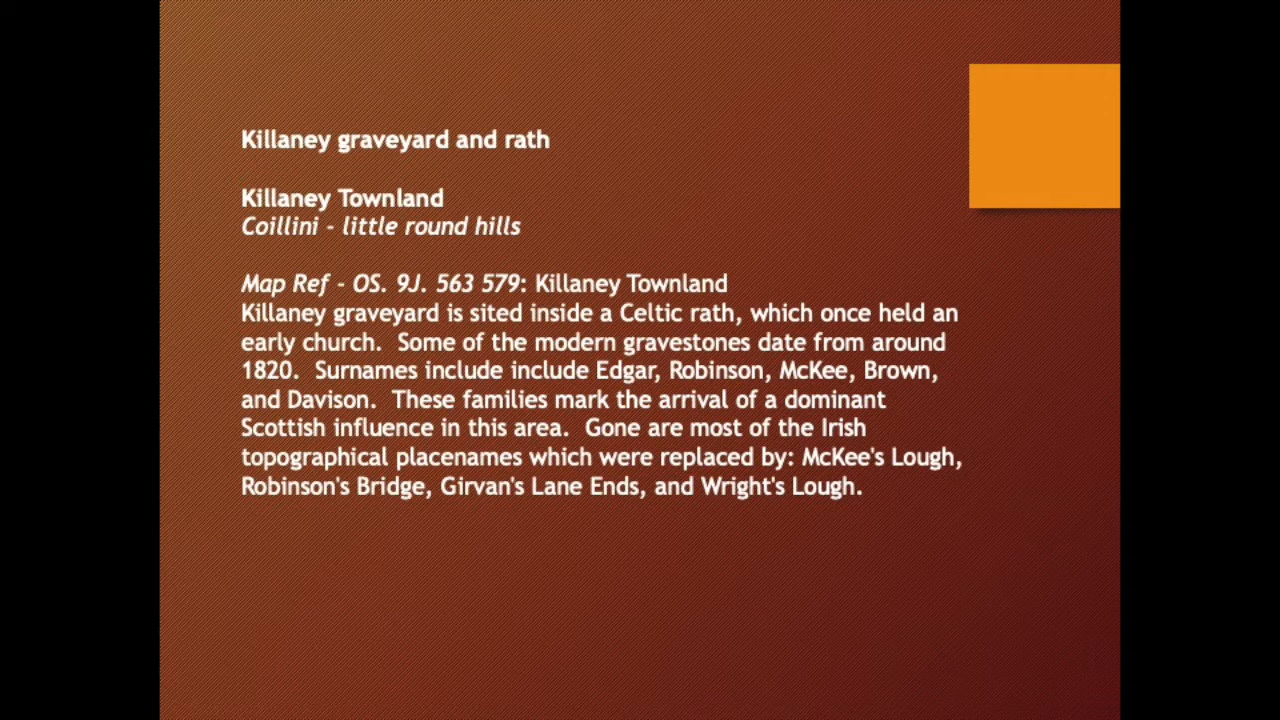 Killaney graveyard and rath
Killaney Townland
Coillini - little round hills
Map Ref - OS. 9J. 563 579: Killaney Townland
Killaney graveyard is sited inside a Celtic rath, which once held an
early church.  Some of the modern gravestones date from around
1820.  Surnames include include Edgar, Robinson, McKee, Brown,
and Davison.  These families mark the arrival of a dominant
Scottish influence in this area.  Gone are most of the Irish
topographical placenames which were replaced by: McKee's Lough,
Robinson's Bridge, Girvan's Lane Ends, and Wright's Lough.